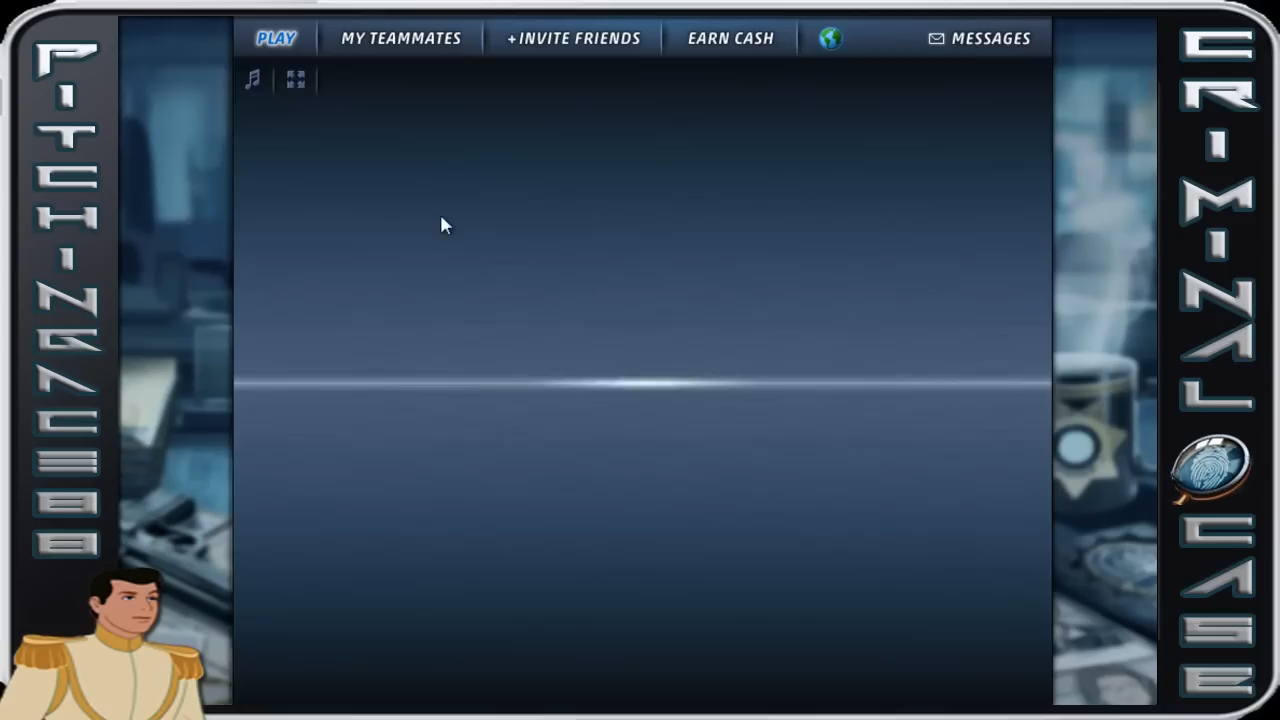 PLAY
MY TEAMMATES
+INVITE FRIENDS
EARN CASH
MESSAGES
PITCHINGACE88
CRIMINAL CASE